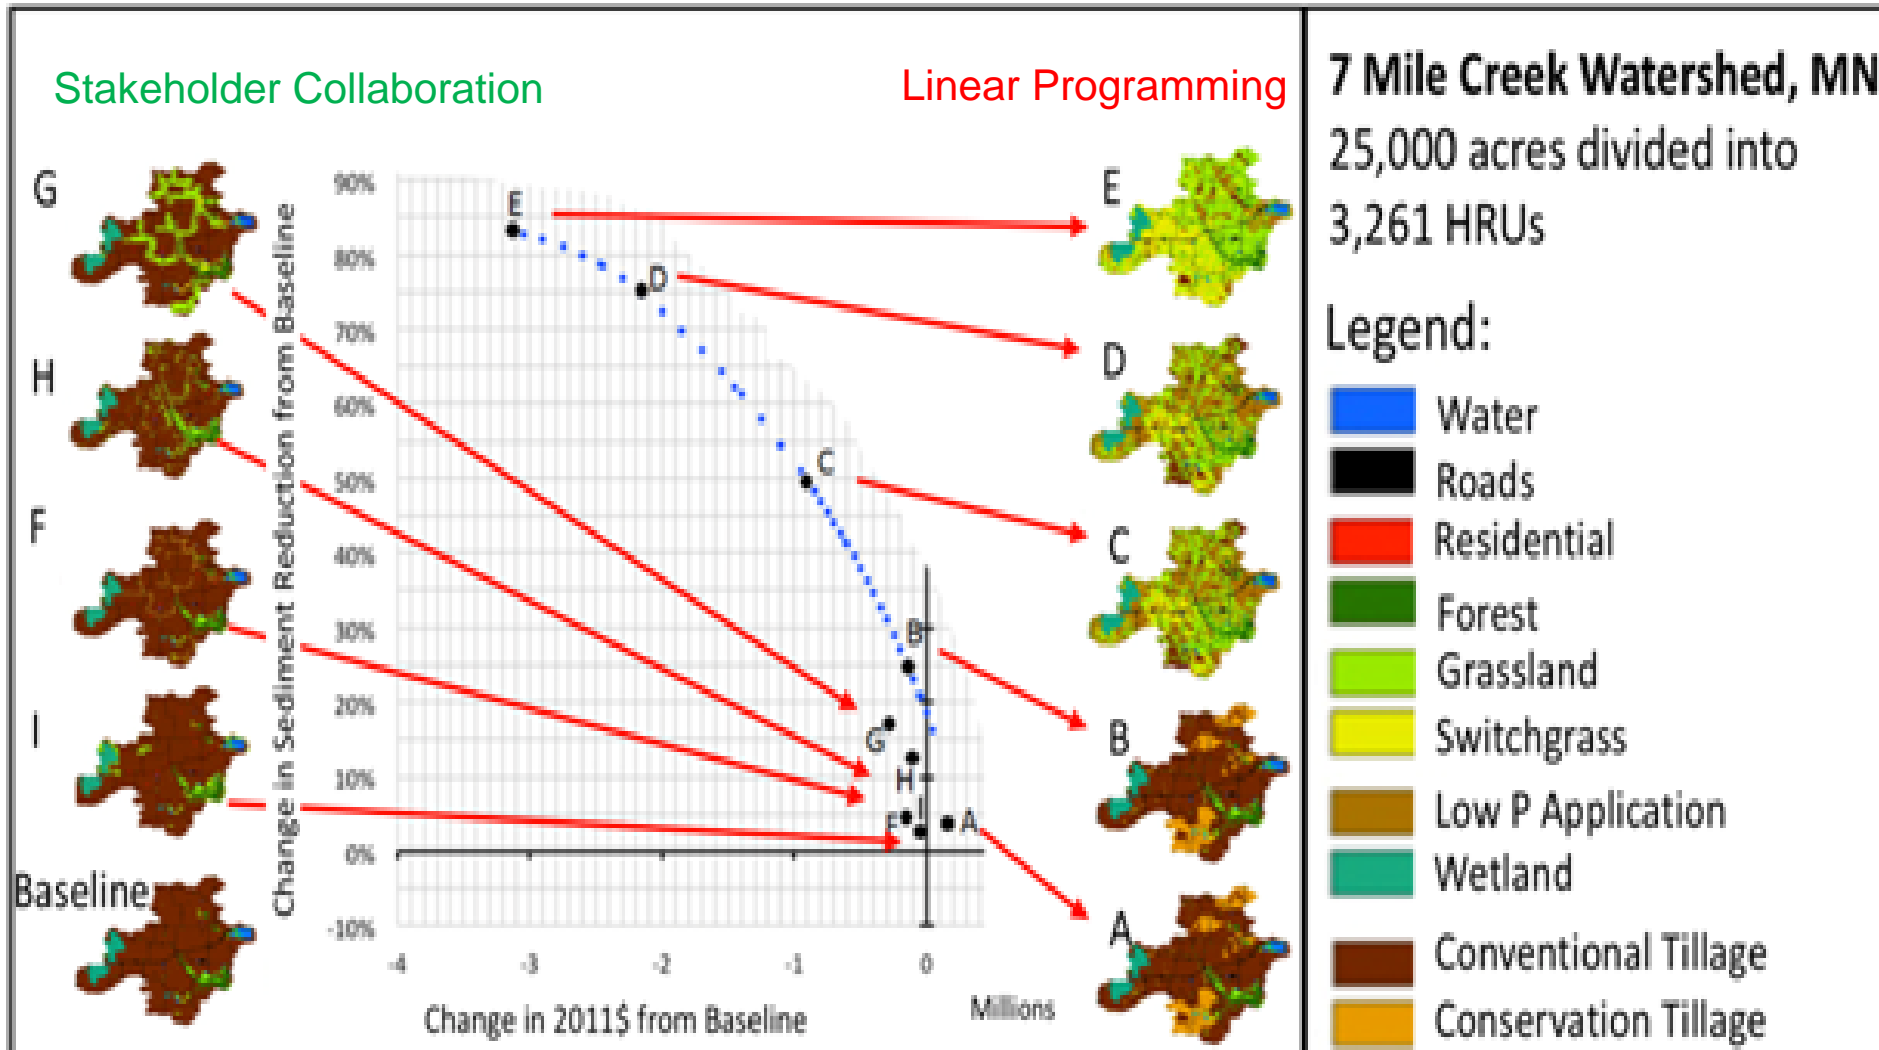 Stakeholder Collaboration
Linear Programming
G
H
F
I
Baseline
Change in Sediment Reduction from Baseline
90%
80%
70%
60%
50%
40%
30%
20%
10%
0%
-10%
-4
-3
-2
-1
0
Change in 2011$ from Baseline
Millions
E
D
C
B
G
H
F
I
A
E
D
C
B
A
7 Mile Creek Watershed, MN
25,000 acres divided into
3,261 HRUs
Legend:
Water
Roads
Residential
Forest
Grassland
Switchgrass
Low P Application
Wetland
Conventional Tillage
Conservation Tillage